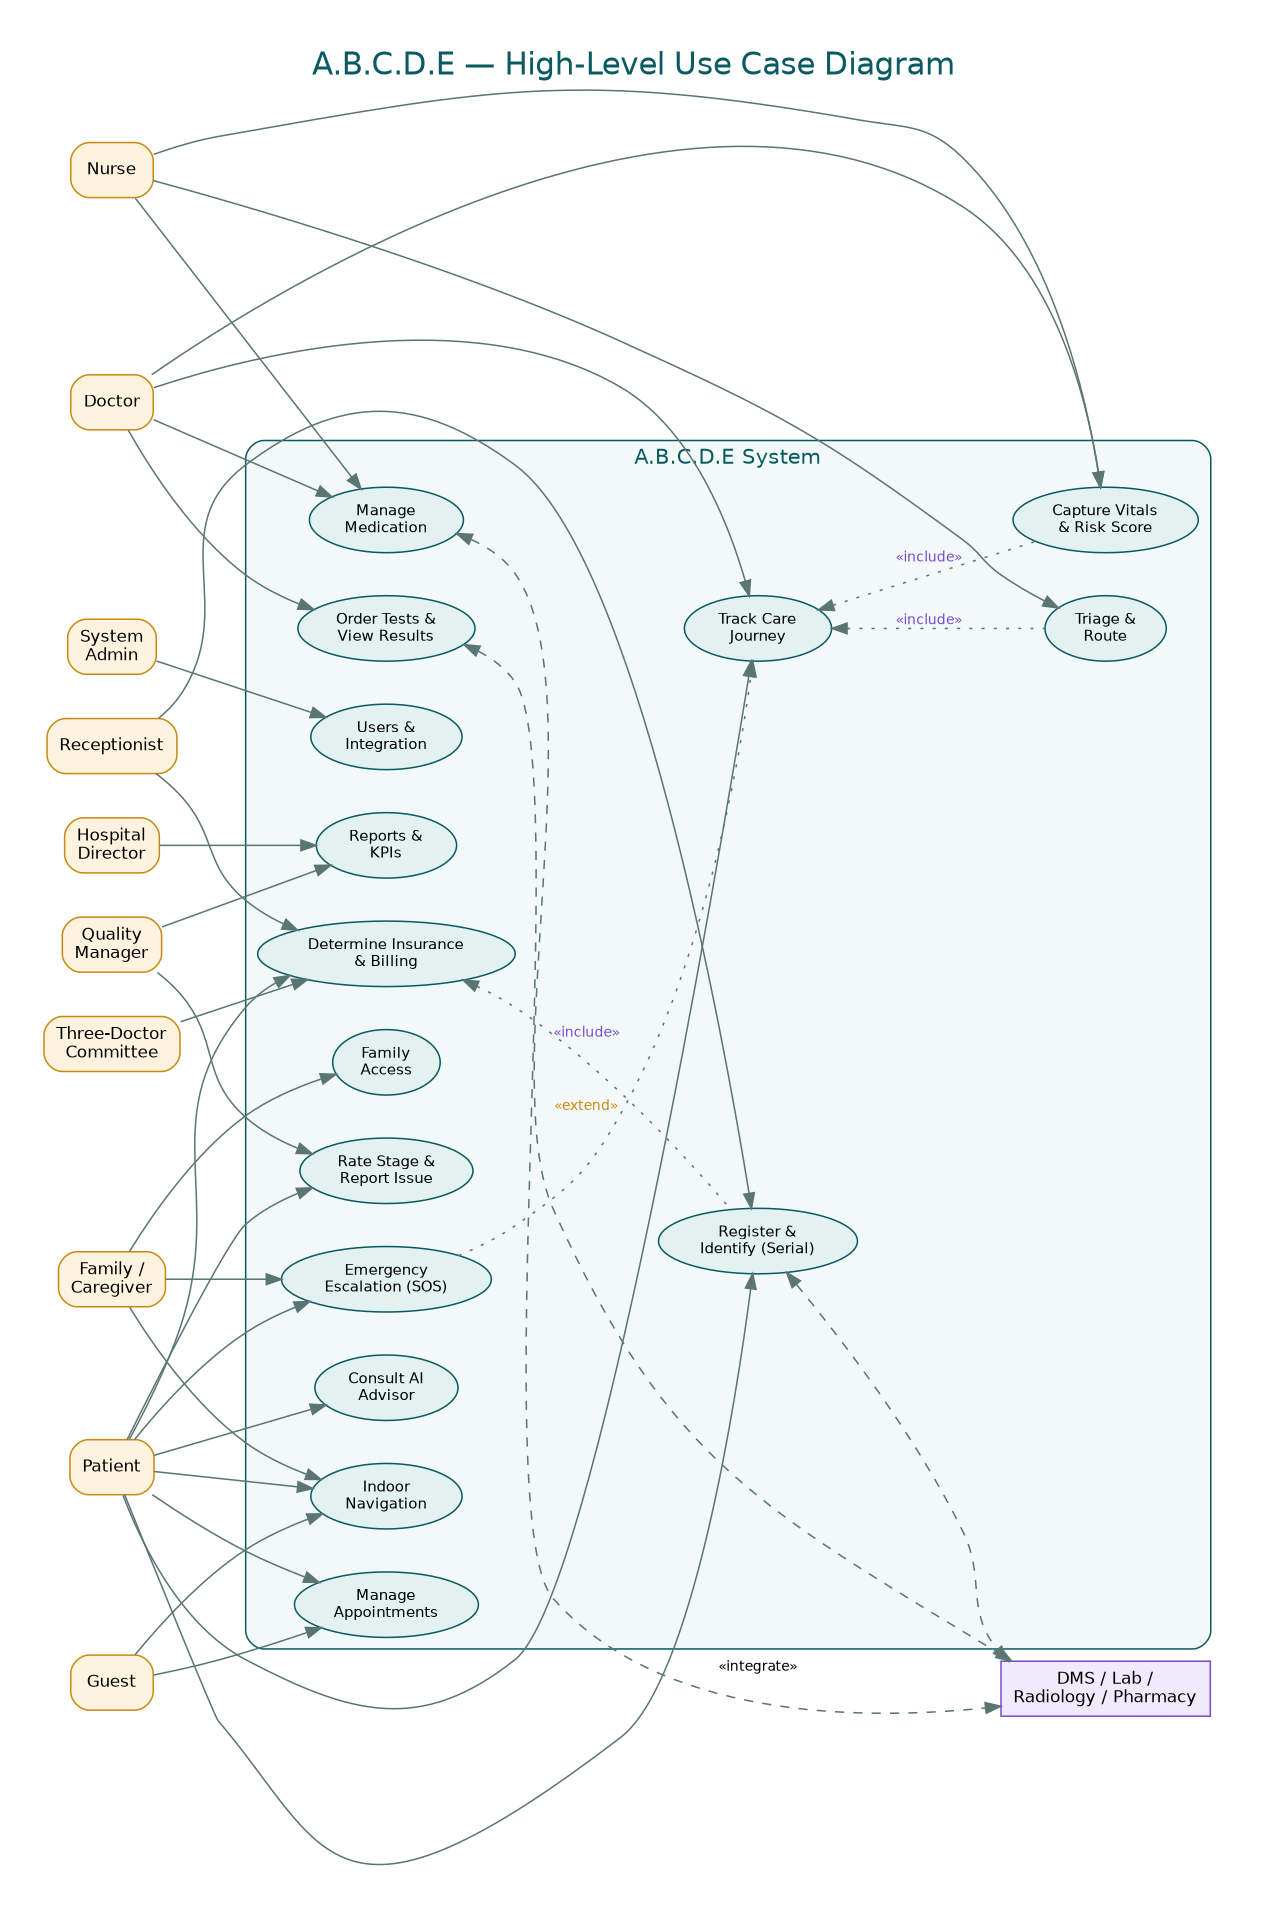 A.B.C.D.E — High-Level Use Case Diagram
Nurse
Doctor
A.B.C.D.E System
Manage
Medication
Capture Vitals
& Risk Score
«include»
Order Tests &
View Results
Track Care
Journey
«include»
Triage &
Route
System
Admin
Users &
Integration
Receptionist
Hospital
Director
Reports &
KPIs
Quality
Manager
Determine Insurance
& Billing
Three-Doctor
Committee
«include»
Family
Access
«extend»
Rate Stage &
Report Issue
Register &
Identify (Serial)
Family /
Caregiver
Emergency
Escalation (SOS)
Consult AI
Advisor
Patient
Indoor
Navigation
Manage
Appointments
Guest
«integrate»
DMS / Lab /
Radiology / Pharmacy